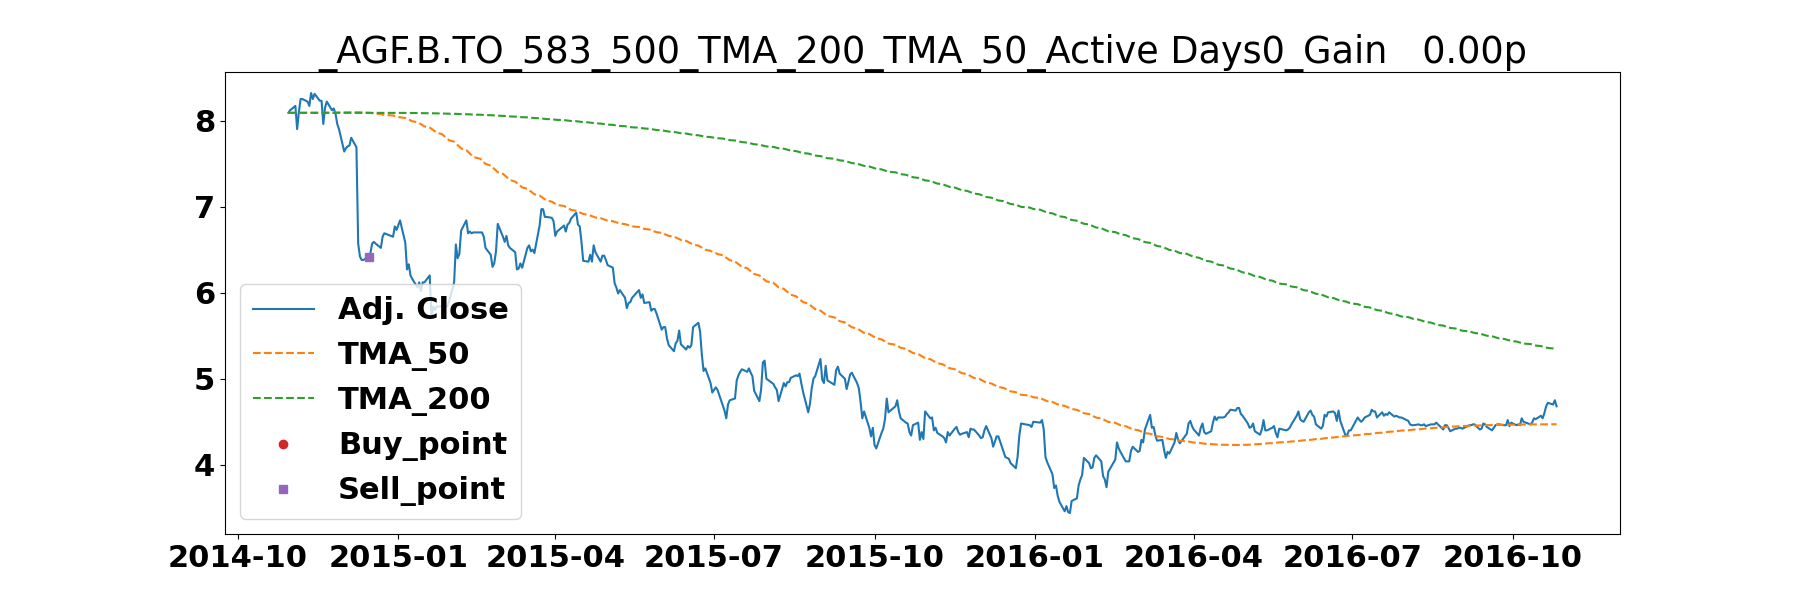 _AGF.B.TO_583_500_TMA_200_TMA_50_Active Days0_Gain   0.00p
8
7
6
5
4
Adj. Close
TMA_50
TMA_200
Buy_point
Sell_point
2014-10 2015-01 2015-04 2015-07 2015-10 2016-01 2016-04 2016-07 2016-10